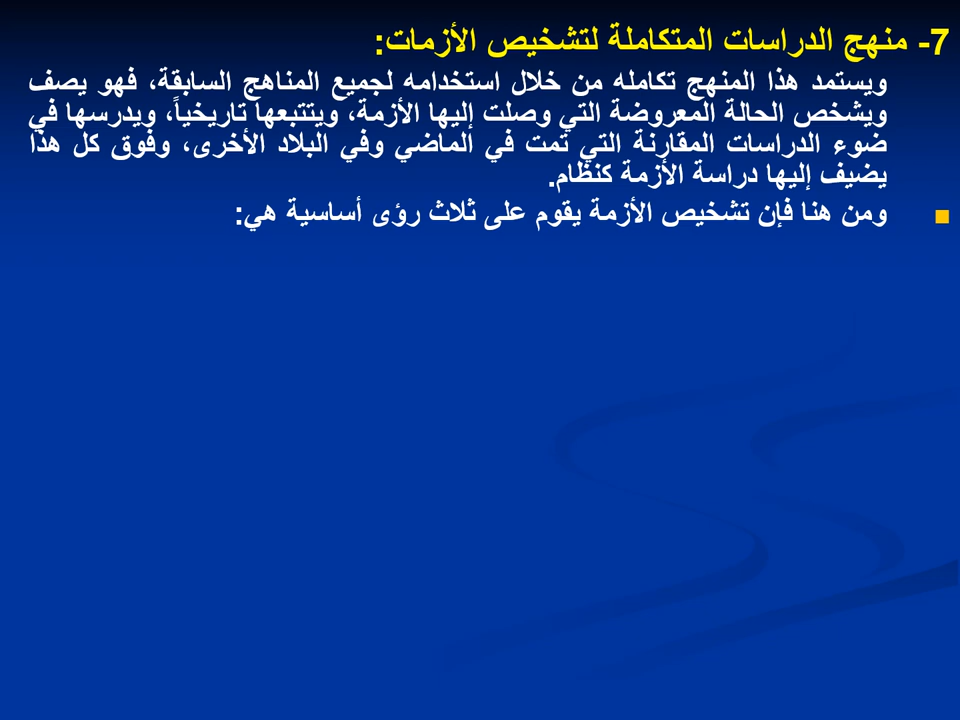 7- منهج الدراسات المتكاملة لتشخيص الأزمات:
ويستمد هذا المنهج تكامله من خلال استخدامه لجميع المناهج السابقة، فهو يصف
ويشخص الحالة المعروضة التي وصلت إليها الأزمة، ويتتبعها تاريخياً، ويدرسها في
ضوء الدراسات المقارنة التي تمت في الماضي وفي البلاد الأخرى، وفوق كل هذا
يضيف إليها دراسة الأزمة كنظام.
ومن هنا فإن تشخيص الأزمة يقوم على ثلاث رؤى أساسية هي: